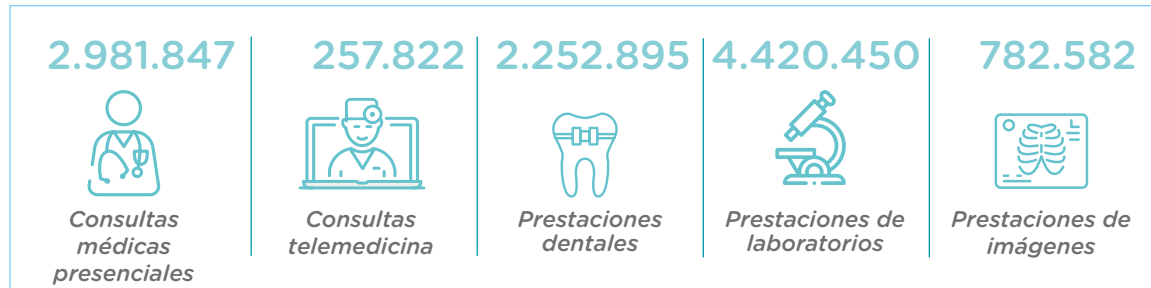 2.981.847
Consultas
médicas
presenciales
257.822
Consultas
telemedicina
2.252.895
Prestaciones
dentales
4.420.450
Prestaciones de
laboratorios
782.582
L
Prestaciones de
imágenes